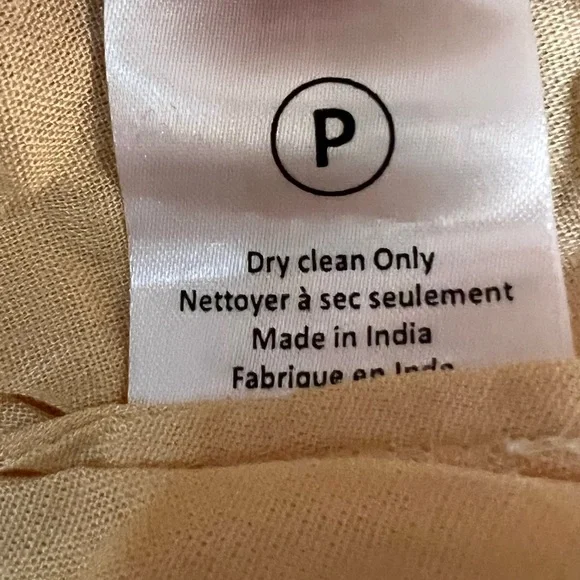 P
Dry clean Only
Nettoyer à sec seulement
Made in India
Fabrique en